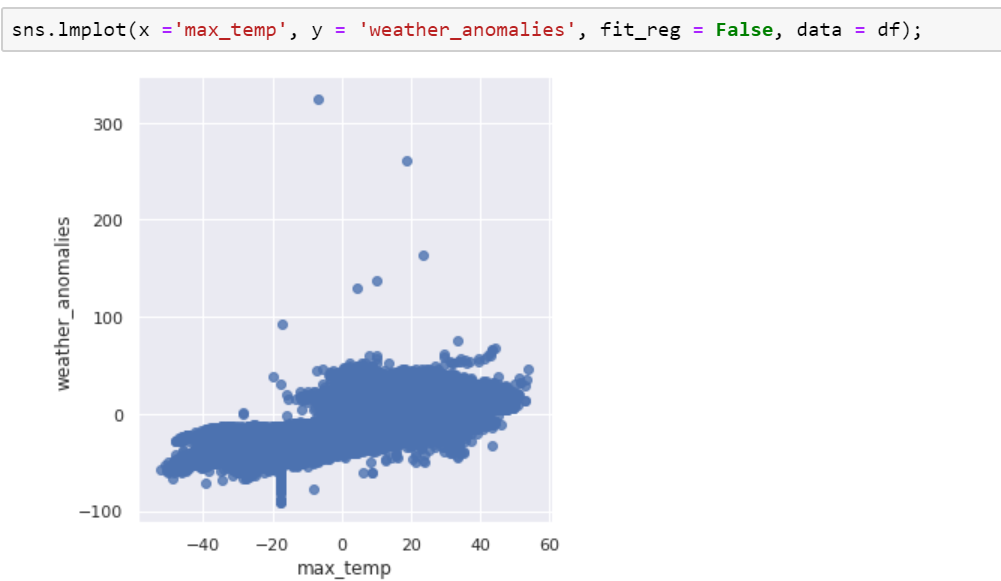 sns.lmplot(x ='max_temp', y = 'weather_anomalies', fit_reg = False, data = df);
300
200
100
0
−100
weather_anomalies
−40 −20 0 20 40 60
max_temp